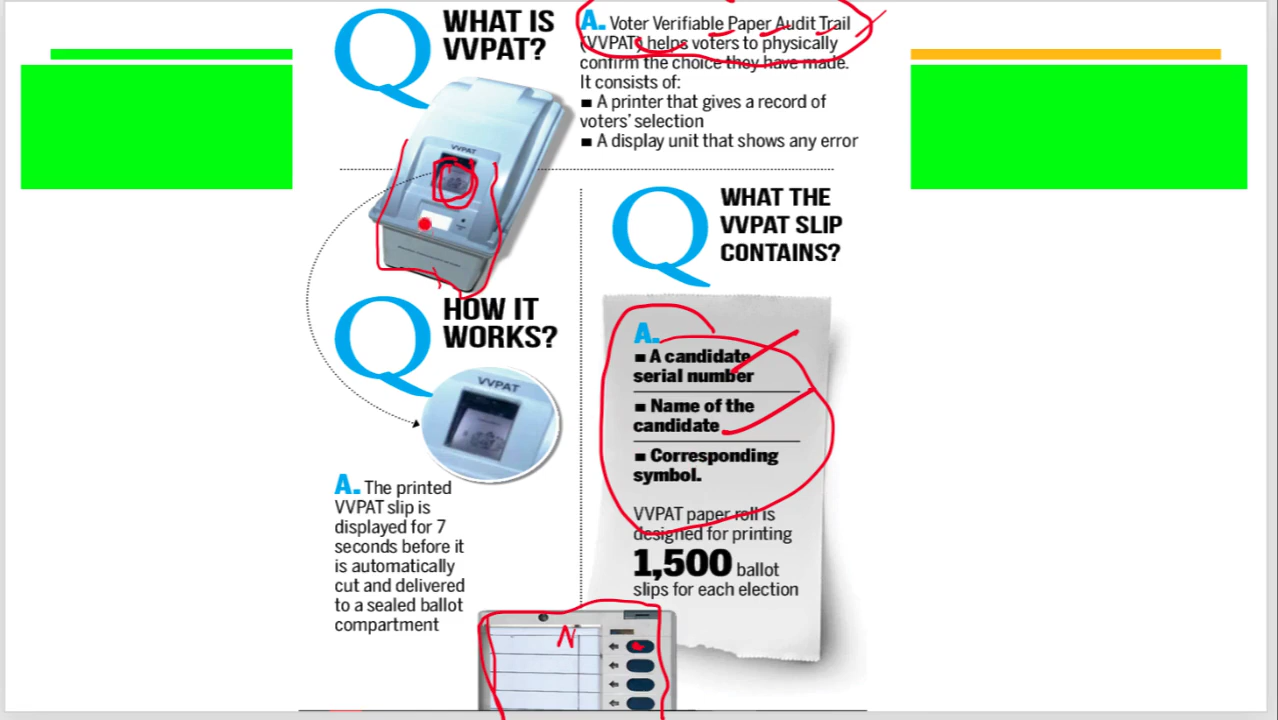 Q WHAT IS
VVPAT?
A. Voter Verifiable Paper Audit Trail
(VVPAT) helps voters to physically
confirm the choice they have made.
It consists of:
■ A printer that gives a record of
voters' selection
■ A display unit that shows any error
VVPAT
Q HOW IT
WORKS?
VVPAT
A. The printed
VVPAT slip is
displayed for 7
seconds before it
is automatically
cut and delivered
to a sealed ballot
compartment
Q WHAT THE
VVPAT SLIP
CONTAINS?
A.
■ A candidate
serial number
■ Name of the
candidate
■ Corresponding
symbol.
VVPAT paper roll is
designed for printing
1,500 ballot
slips for each election
N